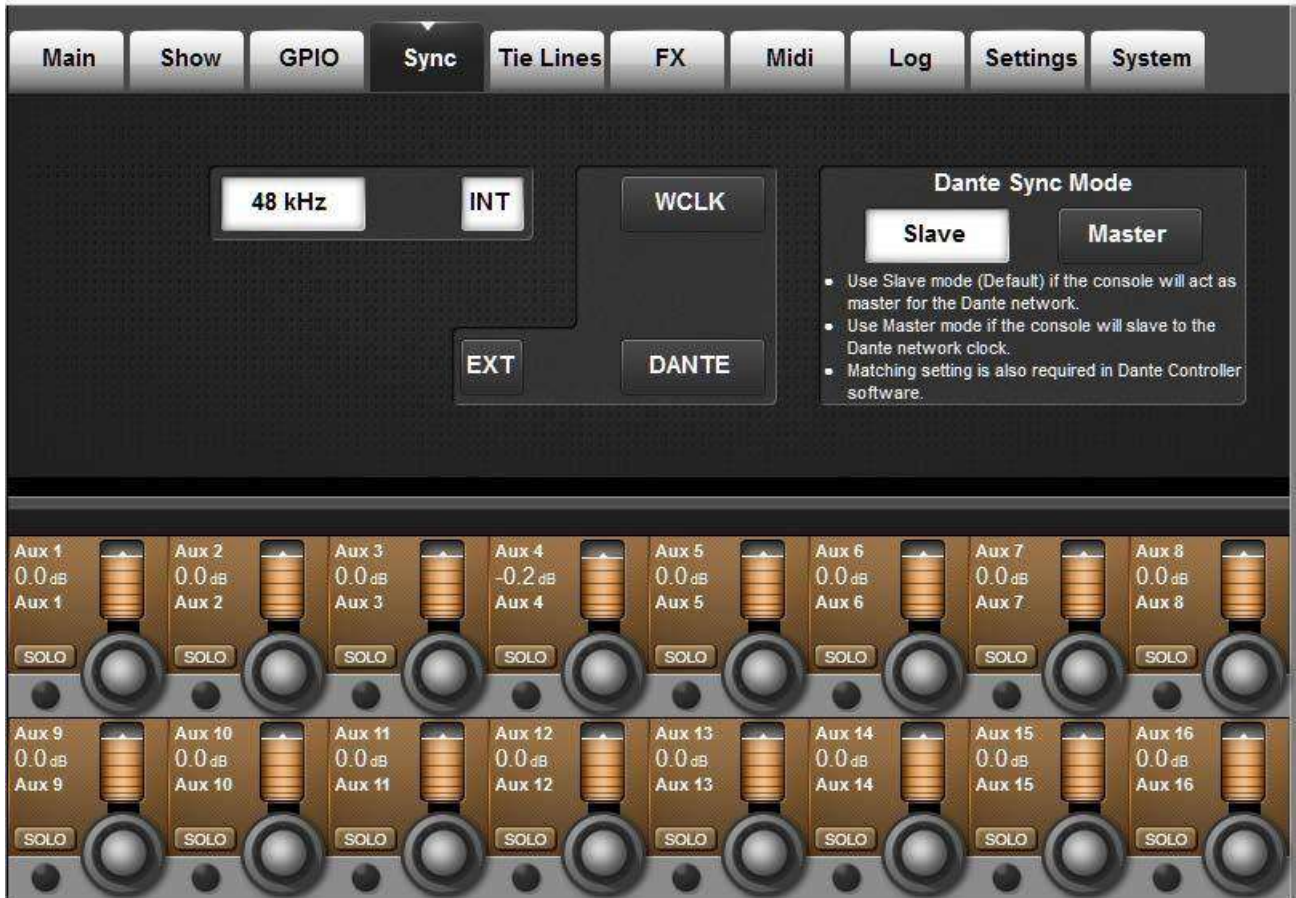 Main Show GPIO Sync Tie Lines FX Midi Log Settings System
48 kHz INT WCLK
EXT DANTE
Dante Sync Mode
Slave Master
• Use Slave mode (Default) if the console will act as
master for the Dante network.
• Use Master mode if the console will slave to the
Dante network clock.
• Matching setting is also required in Dante Controller
software.
Aux 1 Aux 2 Aux 3 Aux 4 Aux 5 Aux 6 Aux 7 Aux 8
0.0 dB 0.0 dB 0.0 dB -0.2 dB 0.0 dB 0.0 dB 0.0 dB 0.0 dB
Aux 1 Aux 2 Aux 3 Aux 4 Aux 5 Aux 6 Aux 7 Aux 8
SOLO SOLO SOLO SOLO SOLO SOLO SOLO SOLO
Aux 9 Aux 10 Aux 11 Aux 12 Aux 13 Aux 14 Aux 15 Aux 16
0.0 dB 0.0 dB 0.0 dB 0.0 dB 0.0 dB 0.0 dB 0.0 dB 0.0 dB
Aux 9 Aux 10 Aux 11 Aux 12 Aux 13 Aux 14 Aux 15 Aux 16
SOLO SOLO SOLO SOLO SOLO SOLO SOLO SOLO